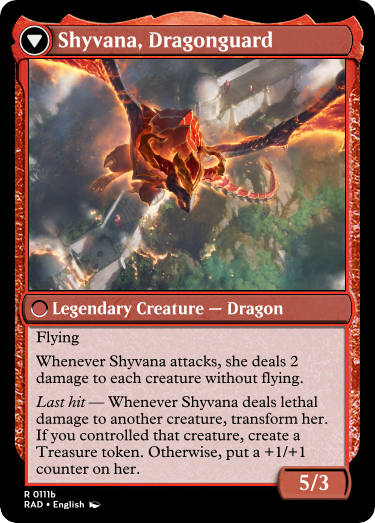 Shyvana, Dragonguard
Legendary Creature — Dragon
Flying
Whenever Shyvana attacks, she deals 2
damage to each creature without flying.
Last hit — Whenever Shyvana deals lethal
damage to another creature, transform her.
If you controlled that creature, create a
Treasure token. Otherwise, put a +1/+1
counter on her.
5/3
R 0111b
RAD • English